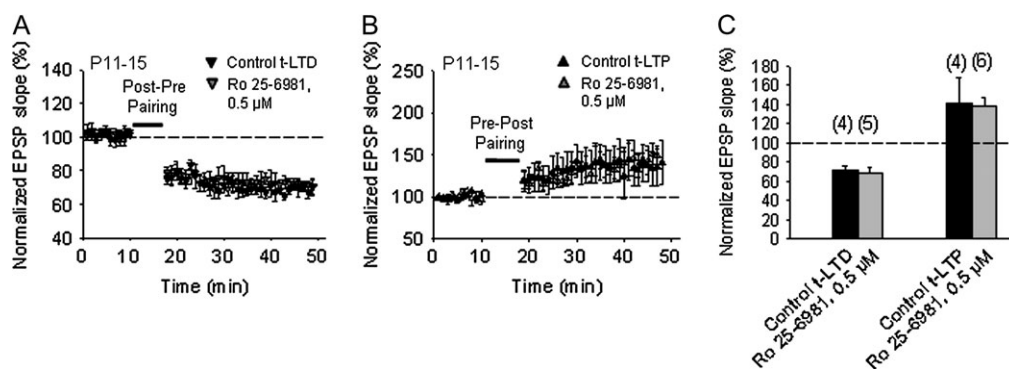 A
P11-15
Control t-LTD
Ro 25-6981,
0.5 µM
Post-Pre
Pairing
Normalized EPSP slope (%)
140
120
100
80
60
40
0 10 20 30 40 50
Time (min)
B
P11-15
Control t-LTP
Ro 25-6981,
0.5 µM
Pre-Post
Pairing
Normalized EPSP slope (%)
250
200
150
100
50
0 10 20 30 40 50
Time (min)
C
Normalized EPSP slope (%)
180
160
140
120
100
80
60
40
20
0
(4) (5)
(4) (6)
Control t-LTD
Ro 25-6981, 0.5 µM
Control t-LTP
Ro 25-6981, 0.5 µM